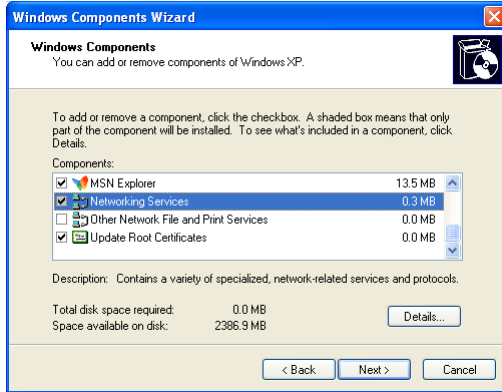 Windows Components Wizard
Windows Components
You can add or remove components of Windows XP.
To add or remove a component, click the checkbox. A shaded box means that only
part of the component will be installed. To see what's included in a component, click
Details.
Components:
MSN Explorer 13.5 MB
Networking Services 0.3 MB
Other Network File and Print Services 0.0 MB
Update Root Certificates 0.0 MB
Description: Contains a variety of specialized, network-related services and protocols.
Total disk space required: 0.0 MB
Space available on disk: 2386.9 MB
Details...
< Back Next > Cancel